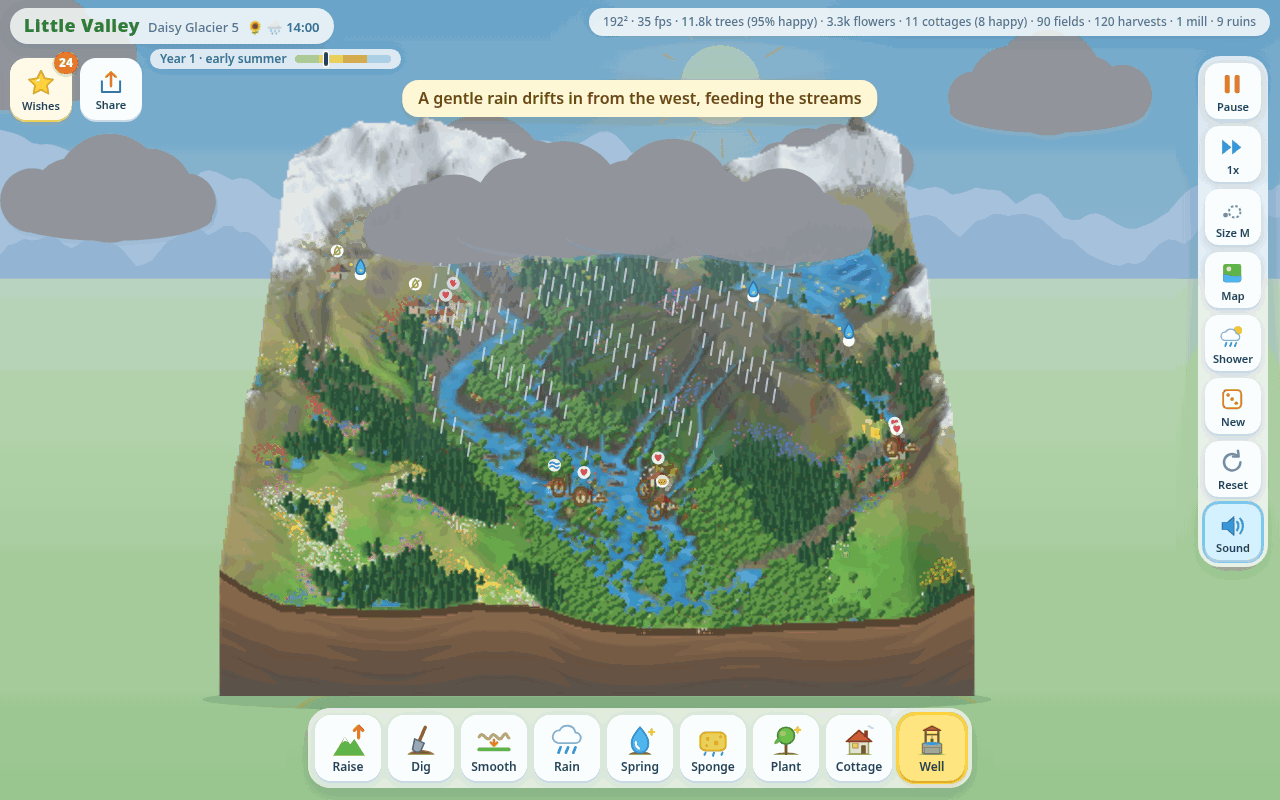 Little Valley Daisy Glacier 5 14:00
192² · 35 fps · 11.8k trees (95% happy) · 3.3k flowers · 11 cottages (8 happy) · 90 fields · 120 harvests · 1 mill · 9 ruins
Year 1 · early summer
24
Wishes
Share
A gentle rain drifts in from the west, feeding the streams
Pause
1x
Size M
Map
Shower
New
Reset
Sound
Raise
Dig
Smooth
Rain
Spring
Sponge
Plant
Cottage
Well